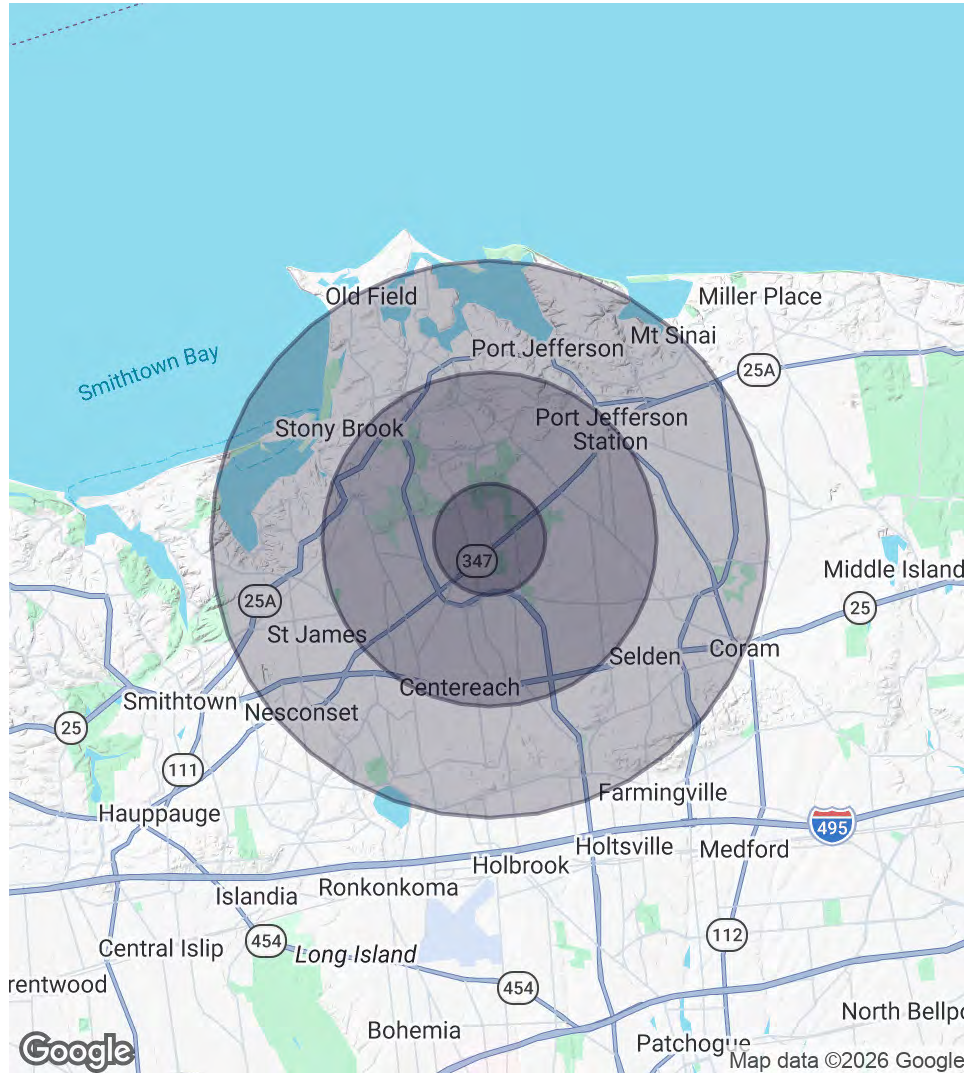 Old Field
Miller Place
Mt Sinai
Port Jefferson
Smithtown Bay
25A
Port Jefferson
Station
Stony Brook
347
Middle Island
25A
25
St James
Selden
Coram
Centereach
Smithtown
Nesconset
25
111
Farmingville
Hauppauge
495
Holtsville
Medford
Holbrook
Ronkonkoma
Islandia
112
454
Central Islip
Long Island
rentwood
454
North Bellpo
Bohemia
Patchogue
Google
Map data ©2026 Google